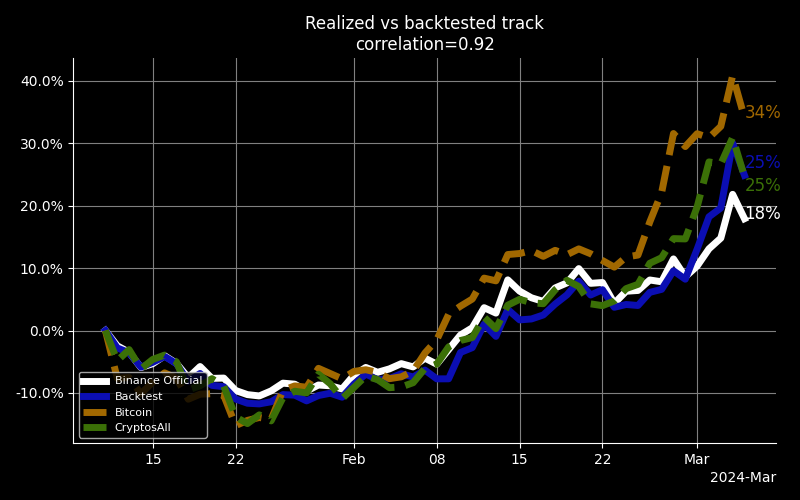 Realized vs backtested track
correlation=0.92
40.0%
30.0%
20.0%
10.0%
0.0%
-10.0%
34%
25%
25%
18%
Binance Official
Backtest
Bitcoin
CryptosAll
15
22
Feb
08
15
22
Mar
2024-Mar